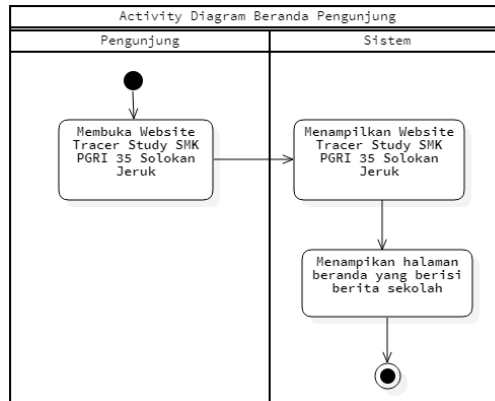 Activity Diagram Beranda Pengunjung
Pengunjung
Sistem
Membuka Website
Tracer Study SMK
PGRI 35 Solokan
Jeruk
Menampilkan Website
Tracer Study SMK
PGRI 35 Solokan
Jeruk
Menampikan halaman
beranda yang berisi
berita sekolah